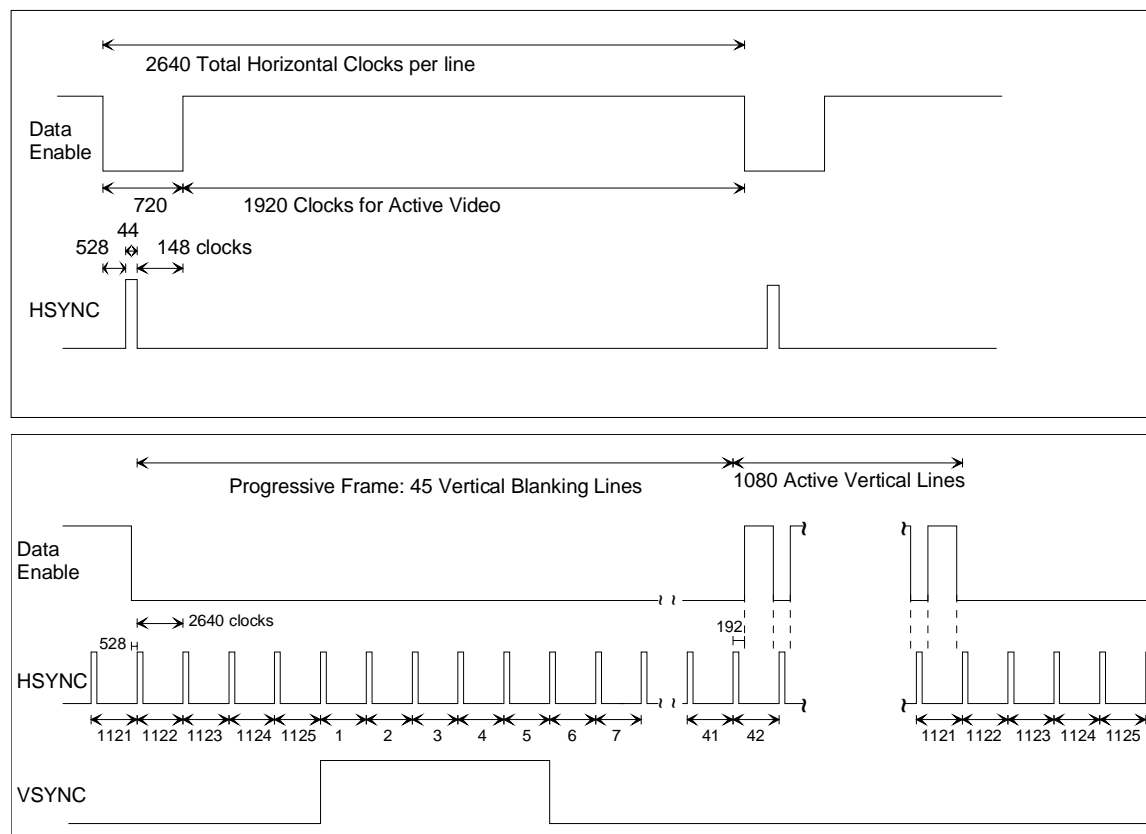 2640 Total Horizontal Clocks per line
Data
Enable
720
1920 Clocks for Active Video
44
528
148 clocks
HSYNC
Progressive Frame: 45 Vertical Blanking Lines
1080 Active Vertical Lines
Data
Enable
2640 clocks
528
192
HSYNC
1121 1122 1123 1124 1125 1 2 3 4 5 6 7 41 42 1121 1122 1123 1124 1125
VSYNC